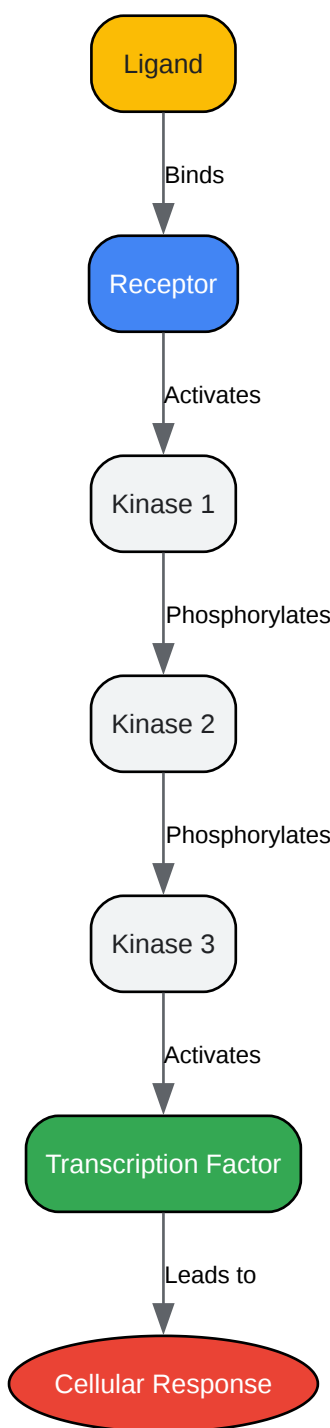 Ligand
Binds
Receptor
Activates
Kinase 1
Phosphorylates
Kinase 2
Phosphorylates
Kinase 3
Activates
Transcription Factor
Leads to
Cellular Response